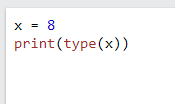 x = 8
print(type(x))